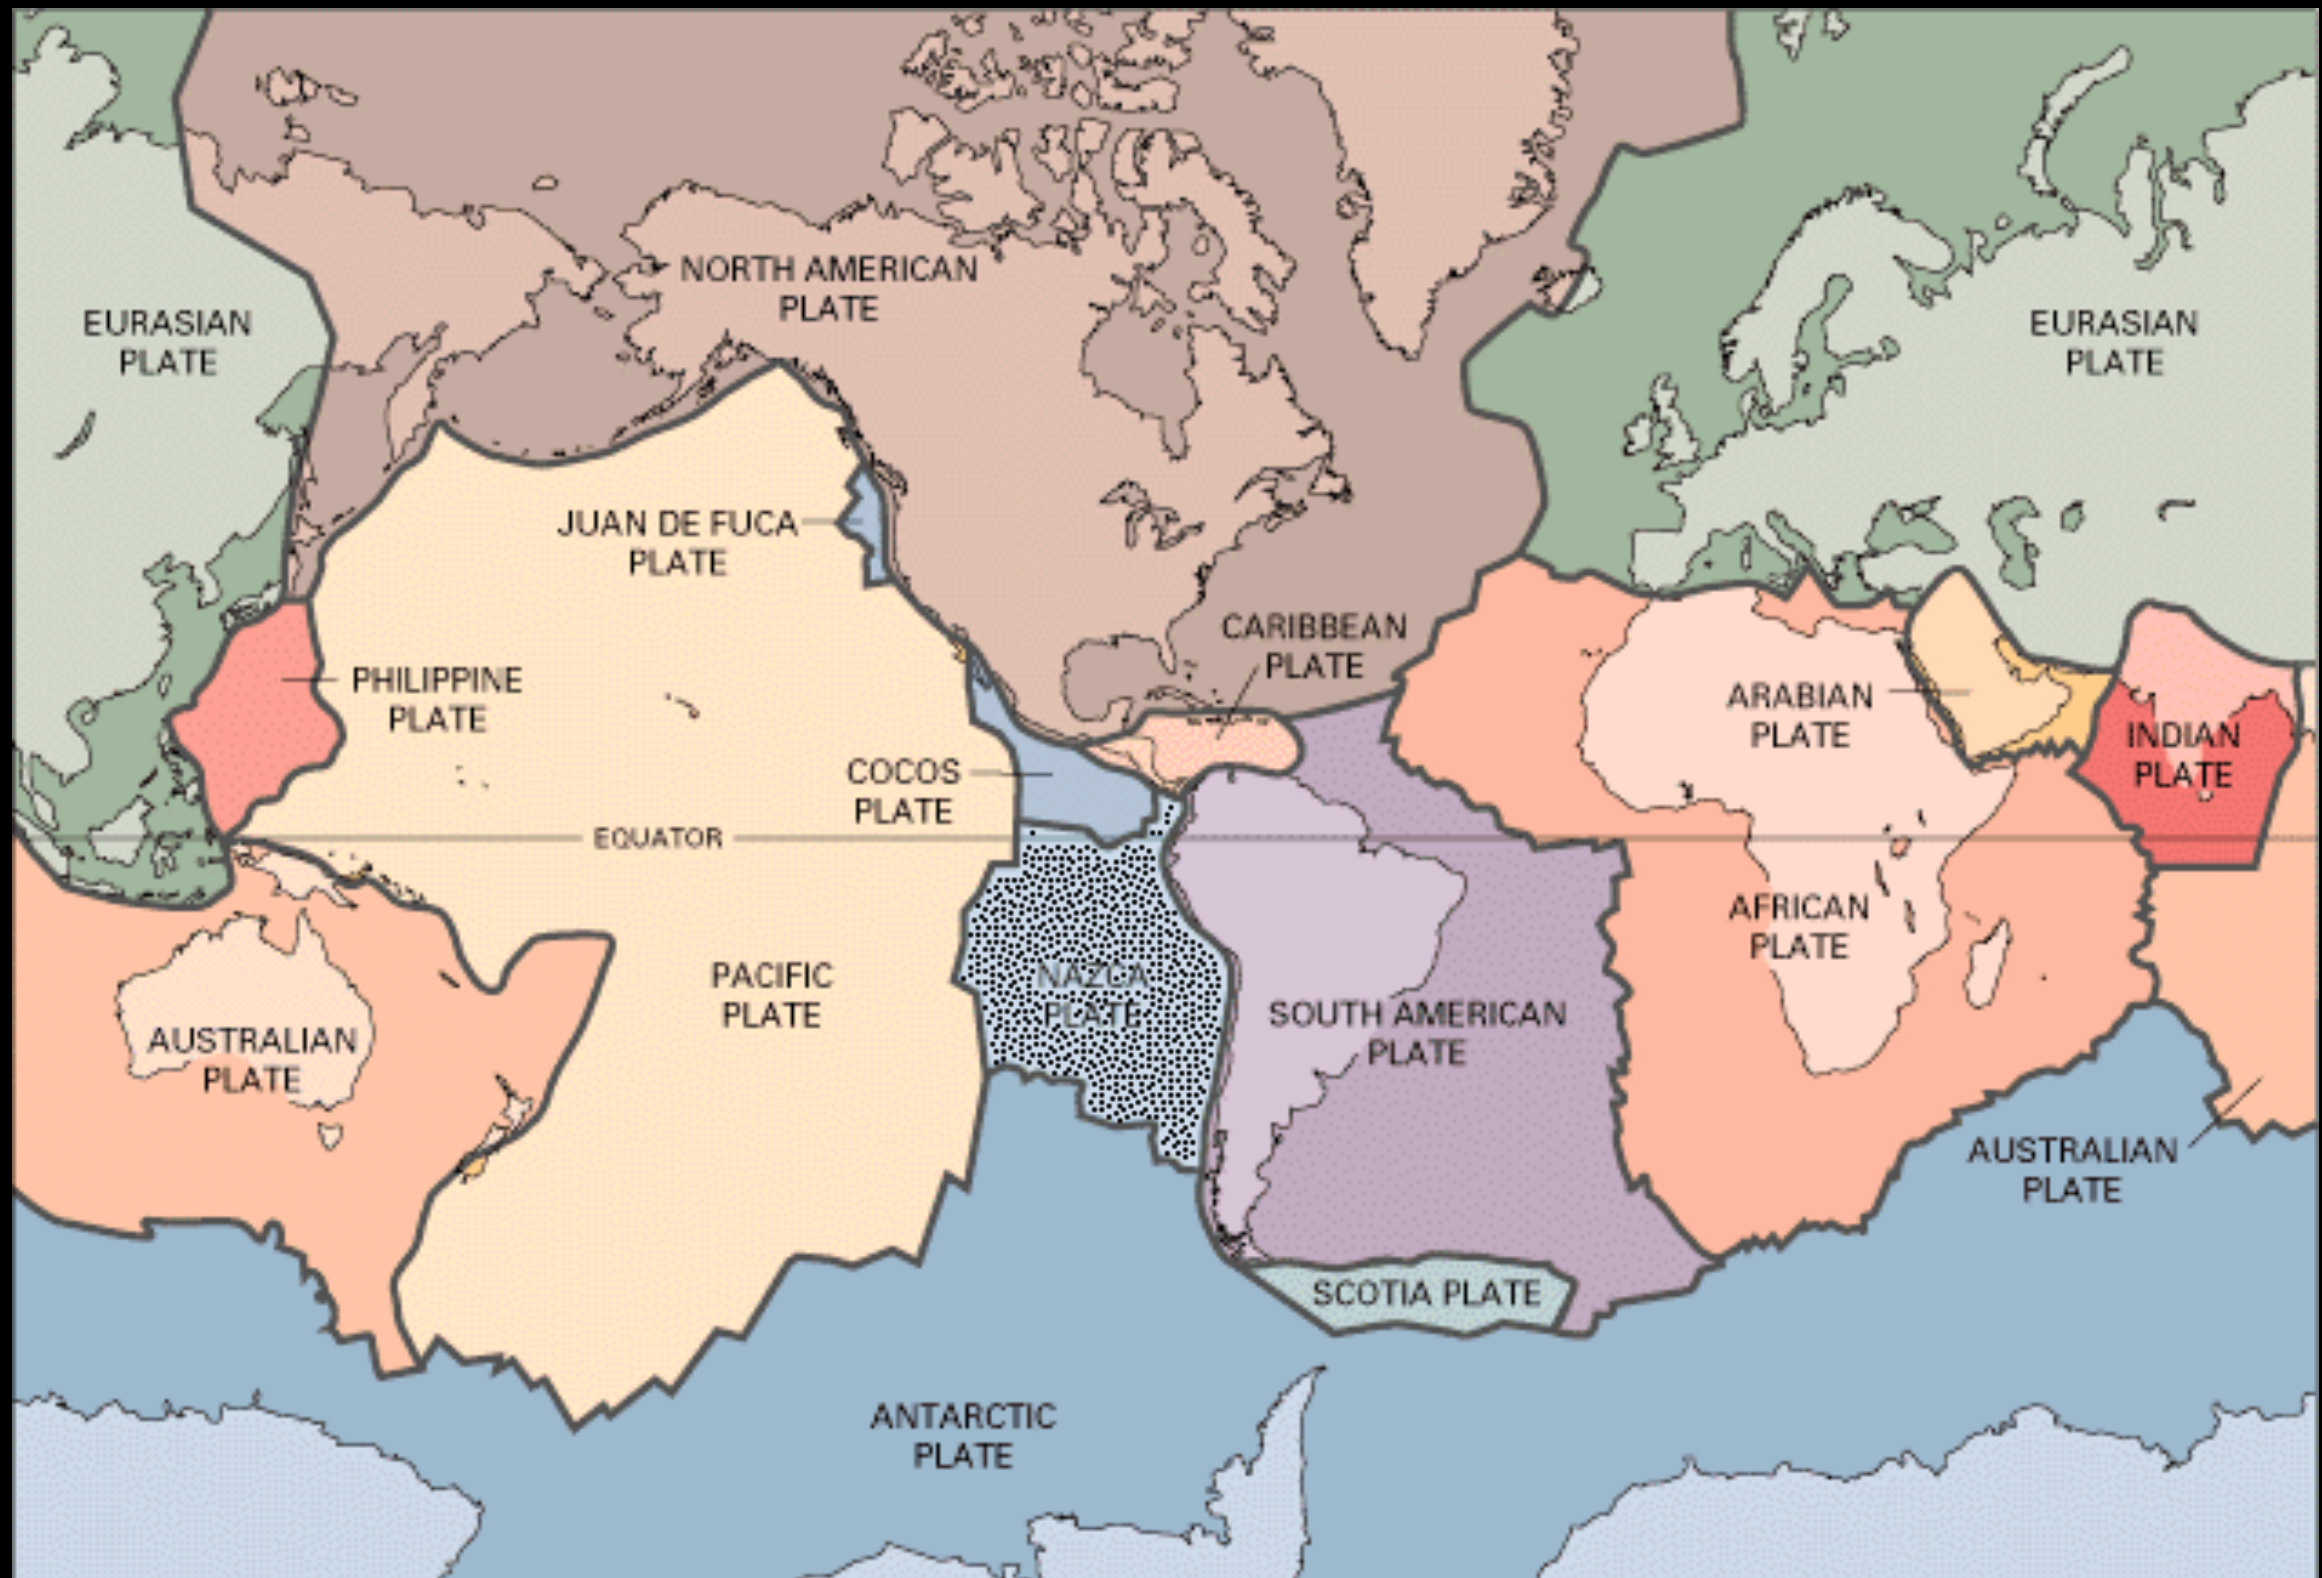 NORTH AMERICAN
PLATE
EURASIAN
PLATE
EURASIAN
PLATE
JUAN DE FUCA
PLATE
CARIBBEAN
PLATE
PHILIPPINE
PLATE
ARABIAN
PLATE
INDIAN
PLATE
COCOS
PLATE
EQUATOR
AFRICAN
PLATE
PACIFIC
PLATE
NAZCA
PLATE
SOUTH AMERICAN
PLATE
AUSTRALIAN
PLATE
AUSTRALIAN
PLATE
SCOTIA PLATE
ANTARCTIC
PLATE